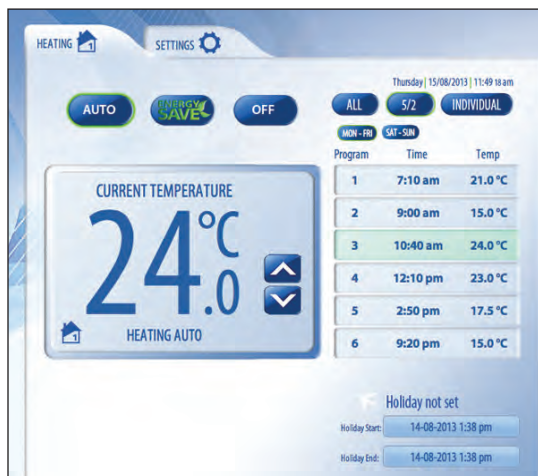 HEATING 1 SETTINGS
Thursday | 15/08/2013 | 11:49 18 am
AUTO ENERGY SAVE OFF ALL 5/2 INDIVIDUAL
MON - FRI SAT - SUN
Program Time Temp
1 7:10 am 21.0 °C
2 9:00 am 15.0 °C
3 10:40 am 24.0 °C
4 12:10 pm 23.0 °C
5 2:50 pm 17.5 °C
6 9:20 pm 15.0 °C
CURRENT TEMPERATURE
24.0 °C
1 HEATING AUTO
Holiday not set
Holiday Start: 14-08-2013 1:38 pm
Holiday End: 14-08-2013 1:38 pm